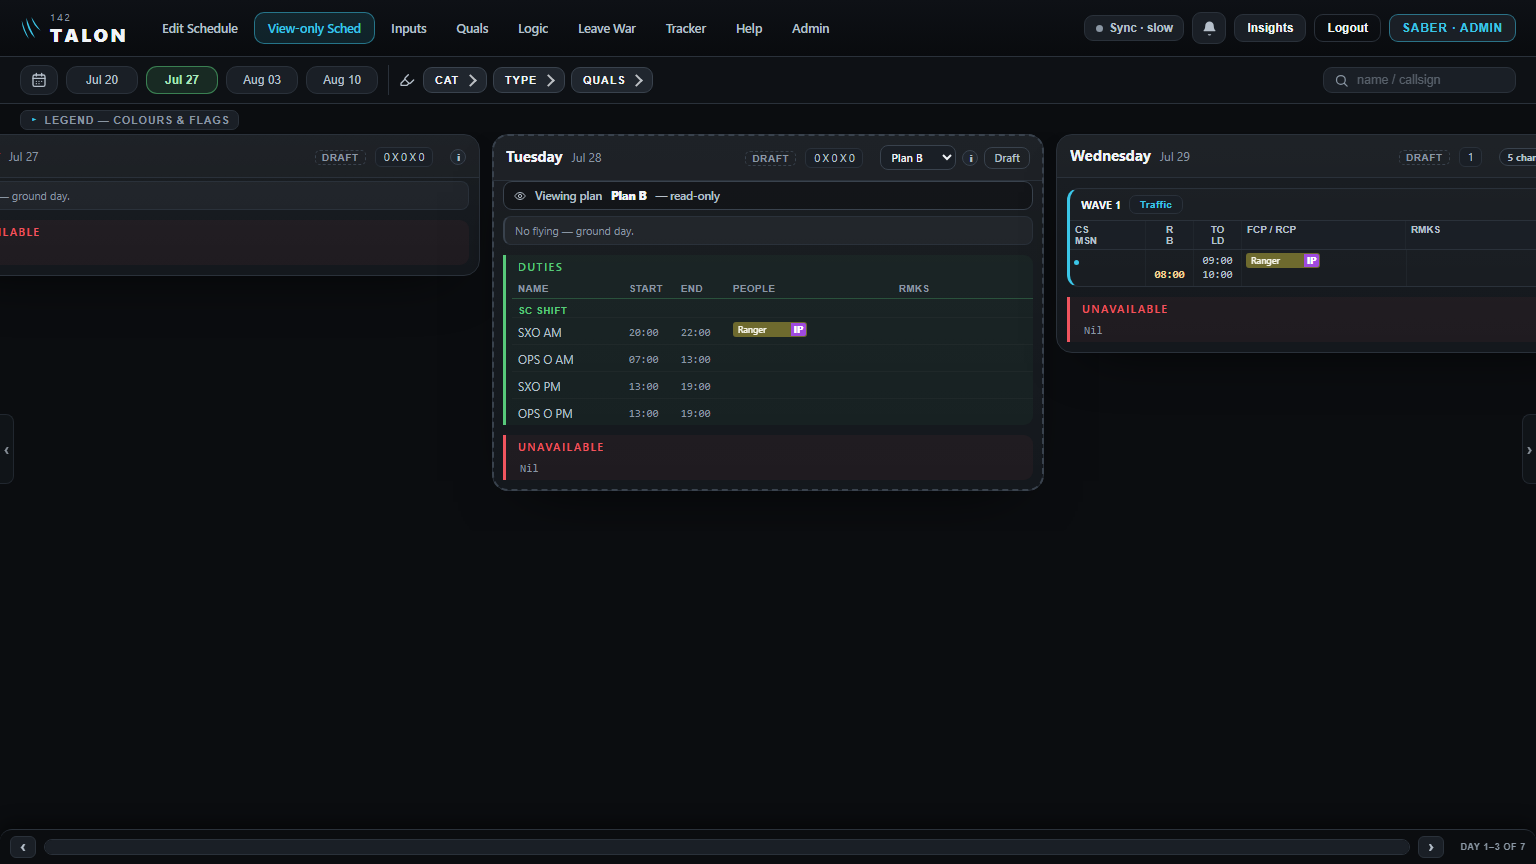 142
TALON
Edit Schedule
View-only Sched
Inputs
Quals
Logic
Leave War
Tracker
Help
Admin
Sync · slow
Insights
Logout
SABER · ADMIN
Jul 20
Jul 27
Aug 03
Aug 10
CAT
TYPE
QUALS
name / callsign
LEGEND — COLOURS & FLAGS
Jul 27
DRAFT
0X0X0
i
— ground day.
Tuesday Jul 28
DRAFT
0X0X0
Plan B
i
Draft
Viewing plan Plan B — read-only
No flying — ground day.
DUTIES
NAME START END PEOPLE RMKS
SC SHIFT
SXO AM 20:00 22:00 Ranger IP
OPS O AM 07:00 13:00
SXO PM 13:00 19:00
OPS O PM 13:00 19:00
UNAVAILABLE
Nil
Wednesday Jul 29
DRAFT
1
WAVE 1 Traffic
CS R TO FCP / RCP RMKS
MSN B LD
09:00 Ranger IP
08:00 10:00
UNAVAILABLE
Nil
DAY 1–3 OF 7